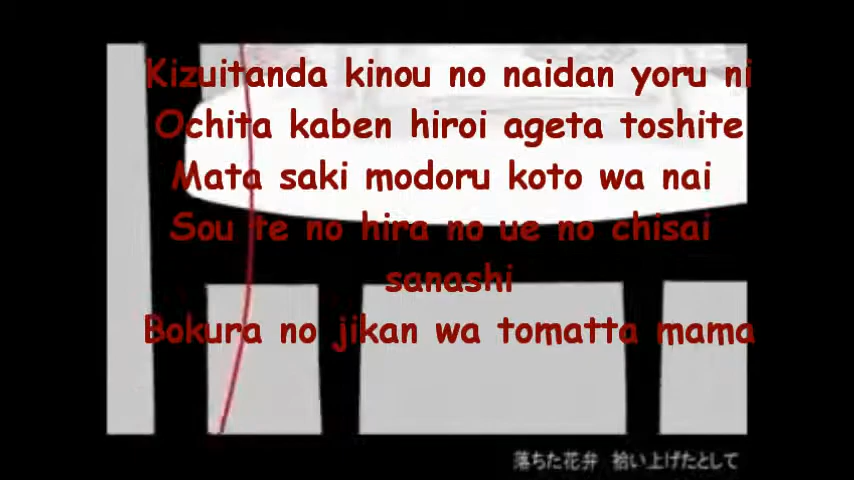 Kizuitanda kinou no naidan yoru ni
Ochita kaben hiroi ageta toshite
Mata saki modoru koto wa nai
Sou te no hira no ue no chisai
sanashi
Bokura no jikan wa tomatta mama
落ちた花弁　拾い上げたとして